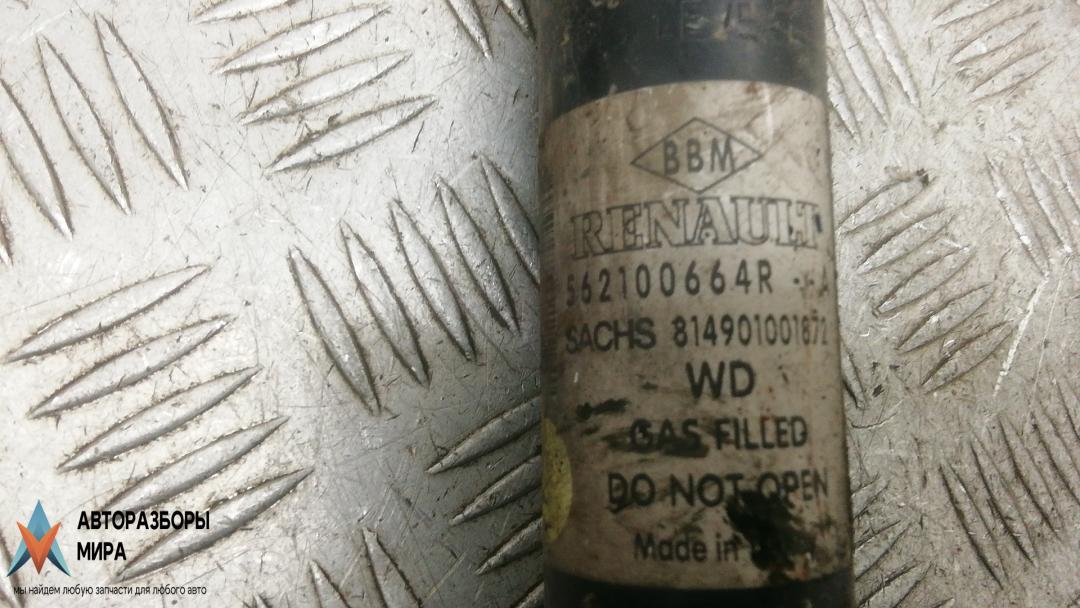 BBM
RENAULT
562100664R - A
SACHS 814901001872
WD
GAS FILLED
DO NOT OPEN
Made in
АВТОРАЗБОРЫ
МИРА
мы найдем любую запчасти для любого авто